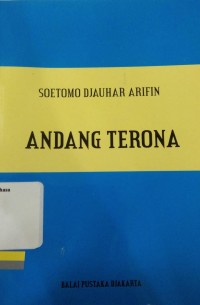 SOETOMO DJAUHAR ARIFIN
ANDANG TERONA
BALAI PUSTAKA DJAKARTA